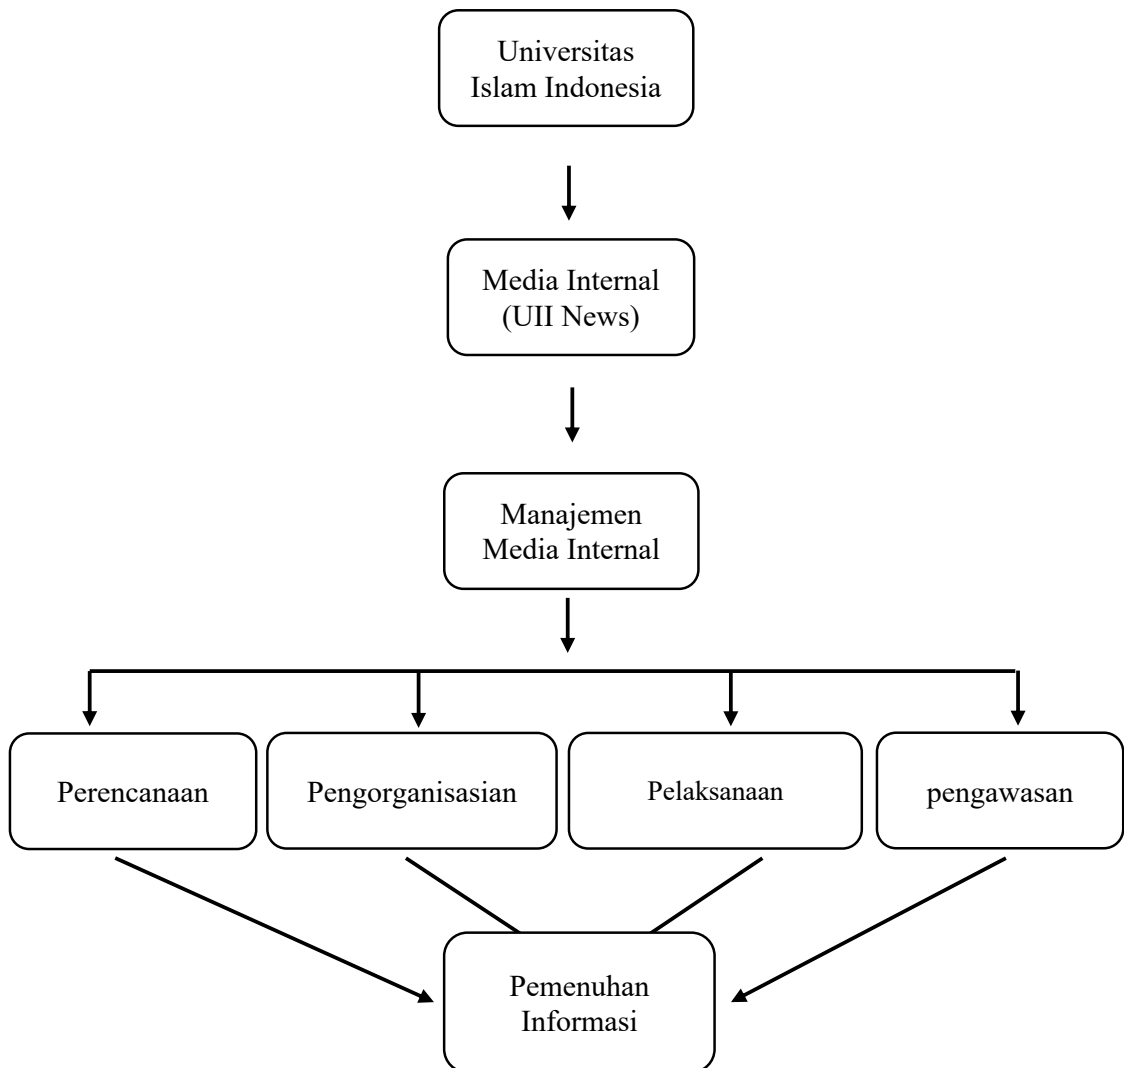 Universitas
Islam Indonesia
Media Internal
(UII News)
Manajemen
Media Internal
Perencanaan
Pengorganisasian
Pelaksanaan
pengawasan
Pemenuhan
Informasi